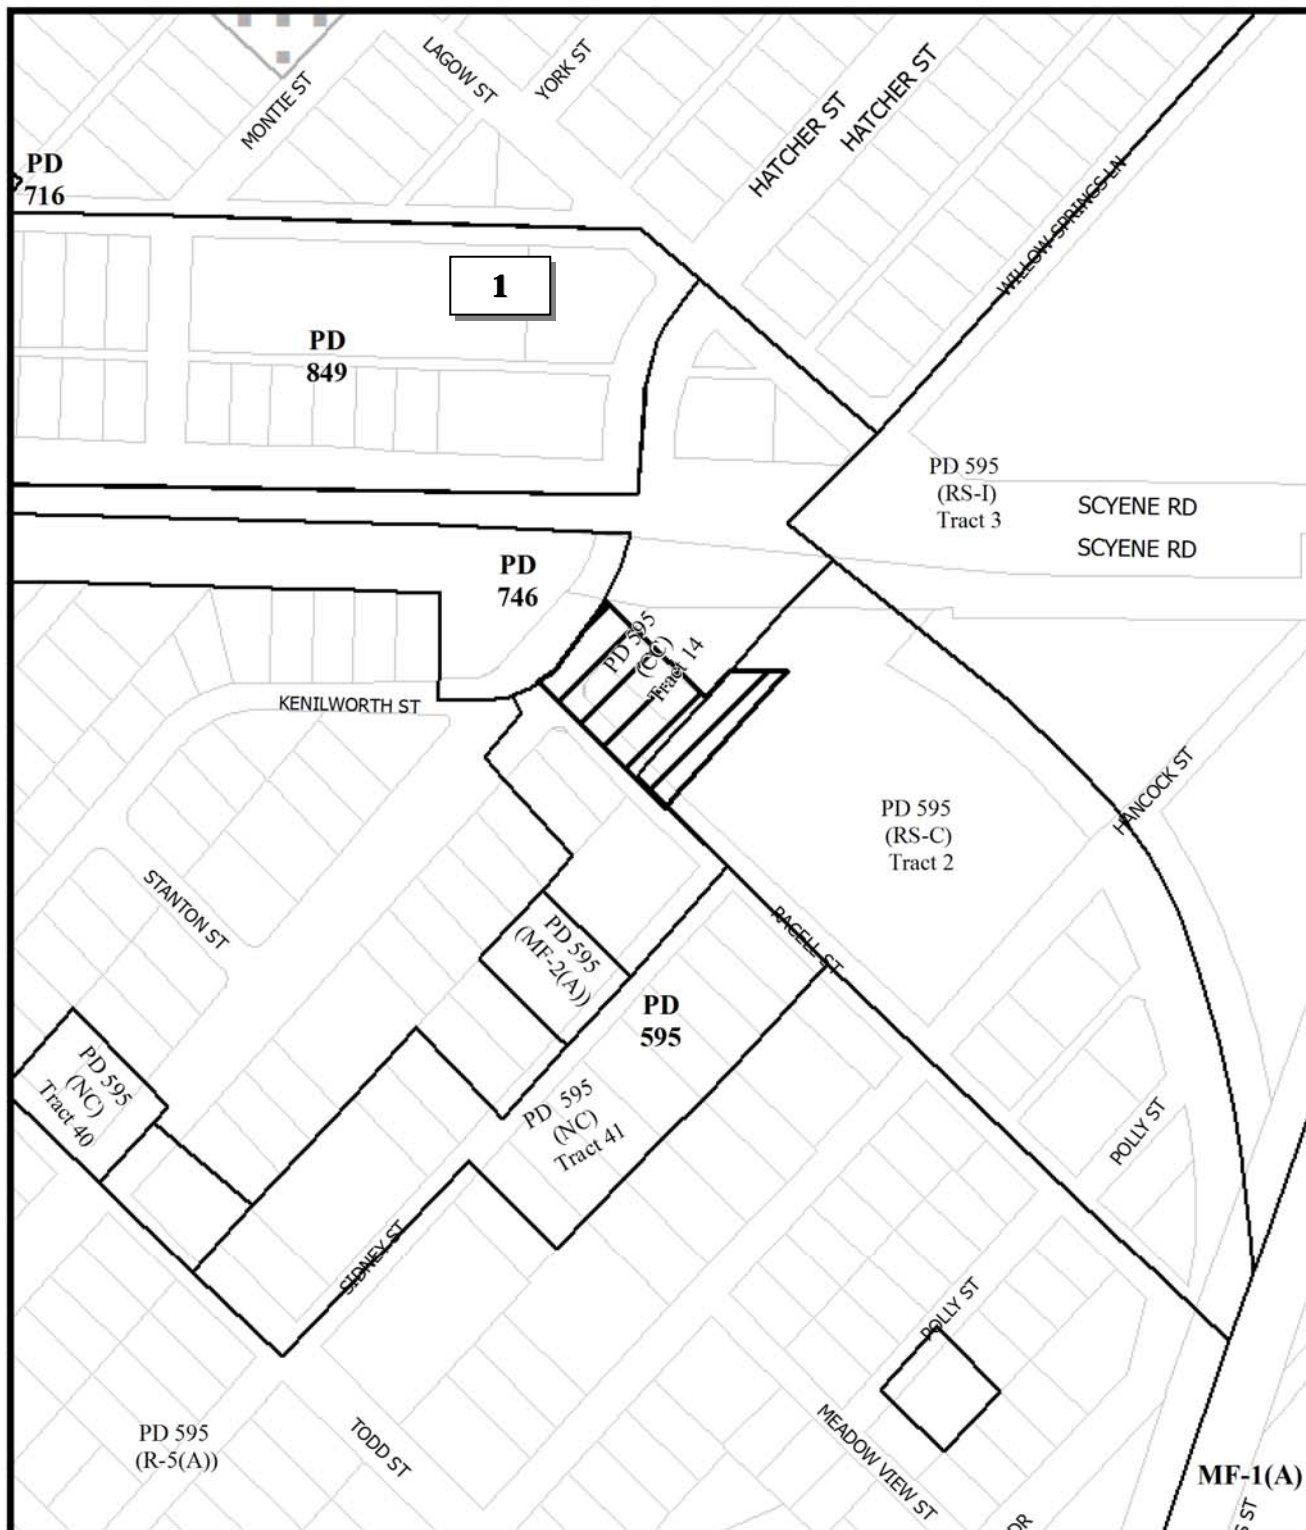 LAGOW ST
YORK ST
MONTIE ST
HATCHER ST
HATCHER ST
PD
716
WILLOW SPRINGS LN
1
PD
849
PD 595
(RS-I)
Tract 3
SCYENE RD
SCYENE RD
PD
746
PD 595
(CC)
Tract 14
KENILWORTH ST
HANCOCK ST
PD 595
(RS-C)
Tract 2
STANTON ST
RAGELL ST
PD 595
(MF-2(A))
PD
595
PD 595
(NC)
Tract 40
PD 595
(NC)
Tract 41
POLLY ST
SIDNEY ST
POLLY ST
PD 595
(R-5(A))
TODD ST
MEADOW VIEW ST
MF-1(A)
DR
S ST